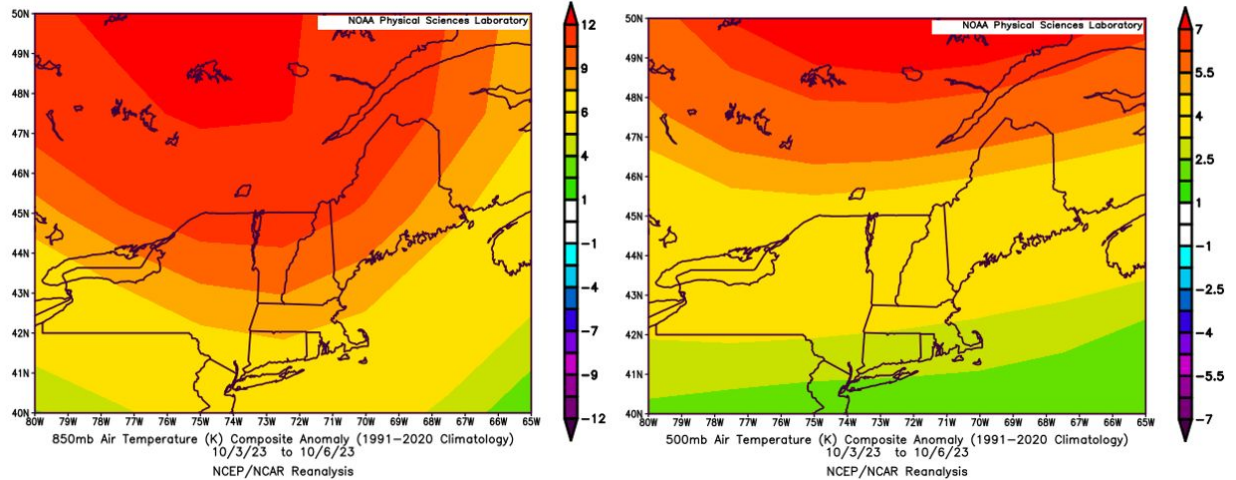 NOAA Physical Sciences Laboratory
50N
49N
48N
47N
46N
45N
44N
43N
42N
41N
40N
80W 79W 78W 77W 76W 75W 74W 73W 72W 71W 70W 69W 68W 67W 66W 65W
12
9
6
4
1
-1
-4
-7
-9
-12
850mb Air Temperature (K) Composite Anomaly (1991-2020 Climatology)
10/3/23 to 10/6/23
NCEP/NCAR Reanalysis
NOAA Physical Sciences Laboratory
50N
49N
48N
47N
46N
45N
44N
43N
42N
41N
40N
80W 79W 78W 77W 76W 75W 74W 73W 72W 71W 70W 69W 68W 67W 66W 65W
7
5.5
4
2.5
1
-1
-2.5
-4
-5.5
-7
500mb Air Temperature (K) Composite Anomaly (1991-2020 Climatology)
10/3/23 to 10/6/23
NCEP/NCAR Reanalysis